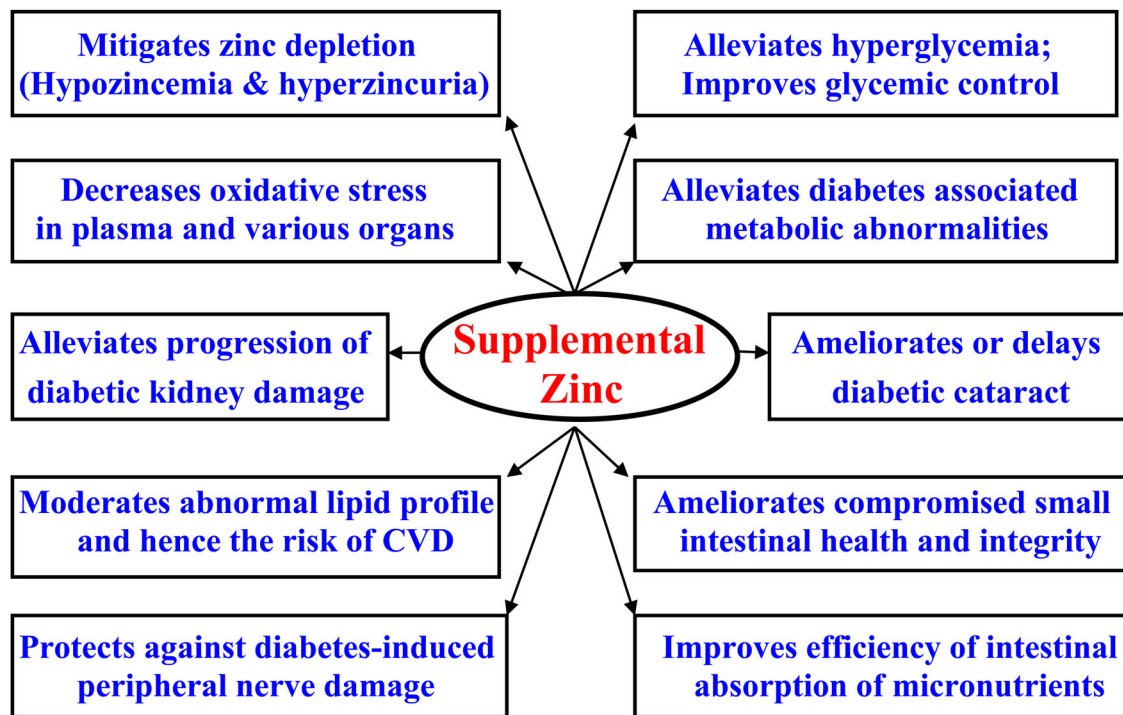 Mitigates zinc depletion
(Hypozincemia & hyperzincuria)
Alleviates hyperglycemia;
Improves glycemic control
Decreases oxidative stress
in plasma and various organs
Alleviates diabetes associated
metabolic abnormalities
Alleviates progression of
diabetic kidney damage
Supplemental
Zinc
Ameliorates or delays
diabetic cataract
Moderates abnormal lipid profile
and hence the risk of CVD
Ameliorates compromised small
intestinal health and integrity
Protects against diabetes-induced
peripheral nerve damage
Improves efficiency of intestinal
absorption of micronutrients